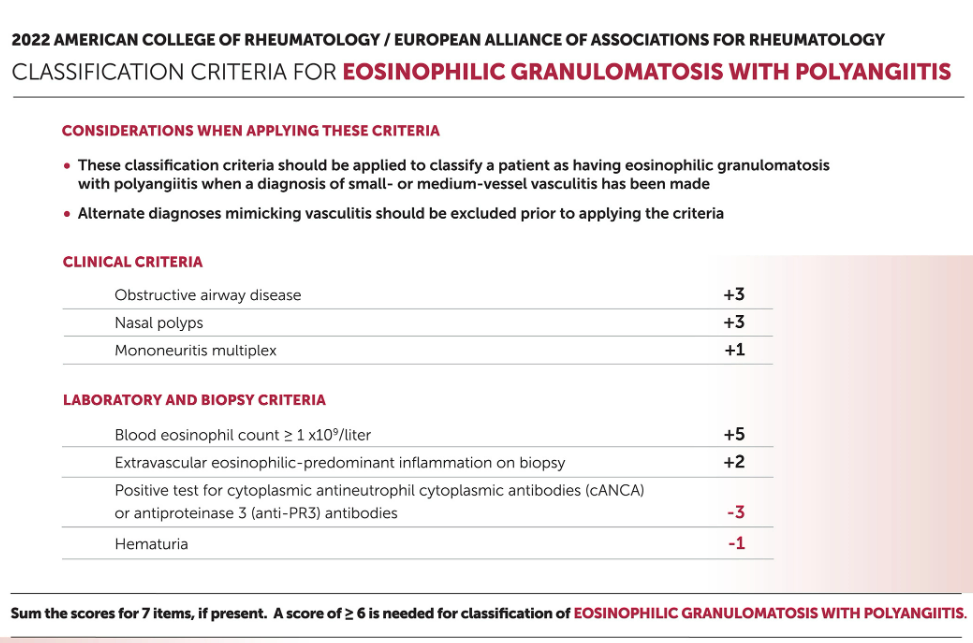 2022 AMERICAN COLLEGE OF RHEUMATOLOGY / EUROPEAN ALLIANCE OF ASSOCIATIONS FOR RHEUMATOLOGY
CLASSIFICATION CRITERIA FOR EOSINOPHILIC GRANULOMATOSIS WITH POLYANGIITIS
CONSIDERATIONS WHEN APPLYING THESE CRITERIA
• These classification criteria should be applied to classify a patient as having eosinophilic granulomatosis
with polyangiitis when a diagnosis of small- or medium-vessel vasculitis has been made
• Alternate diagnoses mimicking vasculitis should be excluded prior to applying the criteria
CLINICAL CRITERIA
Obstructive airway disease +3
Nasal polyps +3
Mononeuritis multiplex +1
LABORATORY AND BIOPSY CRITERIA
Blood eosinophil count ≥ 1 x10⁹/liter +5
Extravascular eosinophilic-predominant inflammation on biopsy +2
Positive test for cytoplasmic antineutrophil cytoplasmic antibodies (cANCA)
or antiproteinase 3 (anti-PR3) antibodies -3
Hematuria -1
Sum the scores for 7 items, if present. A score of ≥ 6 is needed for classification of EOSINOPHILIC GRANULOMATOSIS WITH POLYANGIITIS.